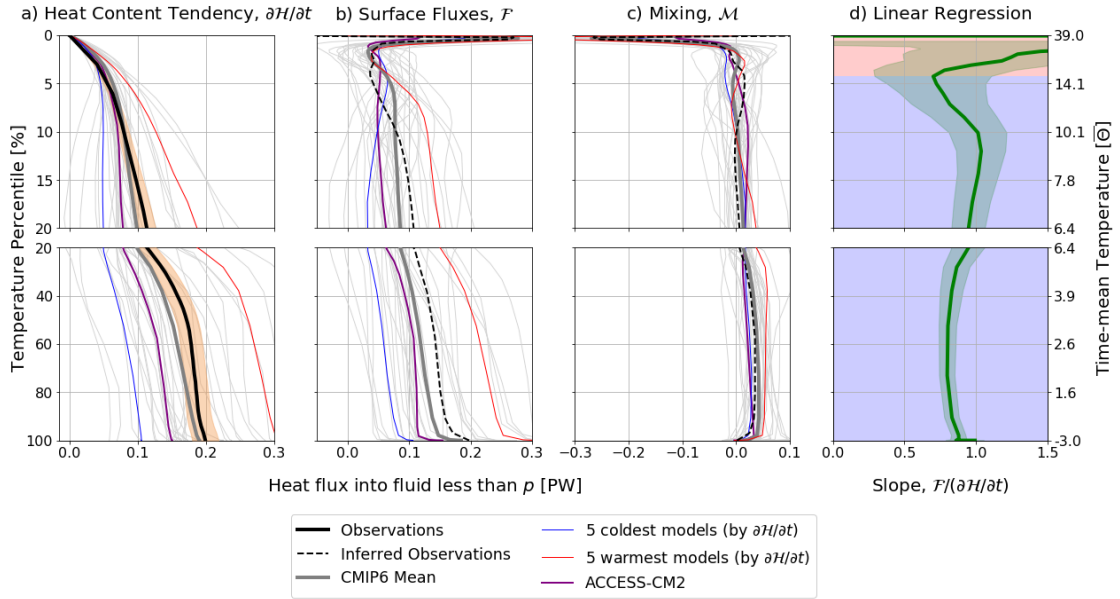 a) Heat Content Tendency, ∂ℋ/∂t
b) Surface Fluxes, ℱ
c) Mixing, ℳ
d) Linear Regression
0
5
10
15
20
39.0
14.1
10.1
7.8
6.4
20
40
60
80
100
6.4
3.9
2.6
1.6
-3.0
Temperature Percentile [%]
Time-mean Temperature [Θ̅]
0.0 0.1 0.2 0.3
0.0 0.1 0.2 0.3
−0.3 −0.2 −0.1 0.0 0.1
0.0 0.5 1.0 1.5
Heat flux into fluid less than p [PW]
Slope, ℱ/(∂ℋ/∂t)
Observations
Inferred Observations
CMIP6 Mean
5 coldest models (by ∂ℋ/∂t)
5 warmest models (by ∂ℋ/∂t)
ACCESS-CM2